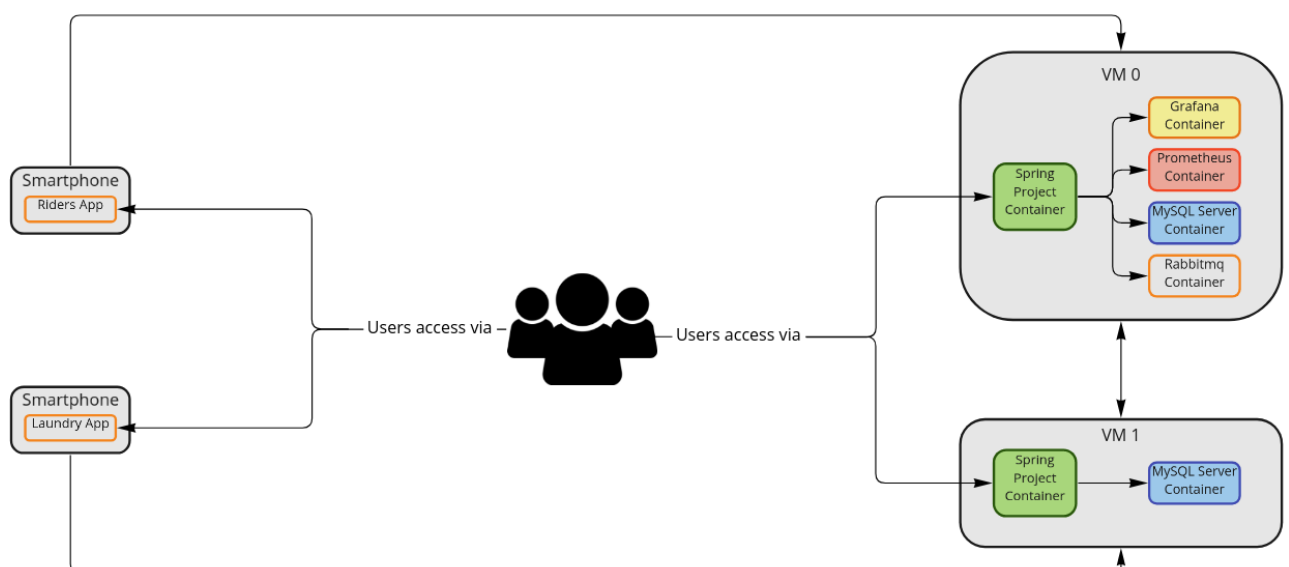 VM 0
Grafana
Container
Prometheus
Container
Spring
Project
Container
MySQL Server
Container
Rabbitmq
Container
Smartphone
Riders App
Users access via
Users access via
Smartphone
Laundry App
VM 1
Spring
Project
Container
MySQL Server
Container